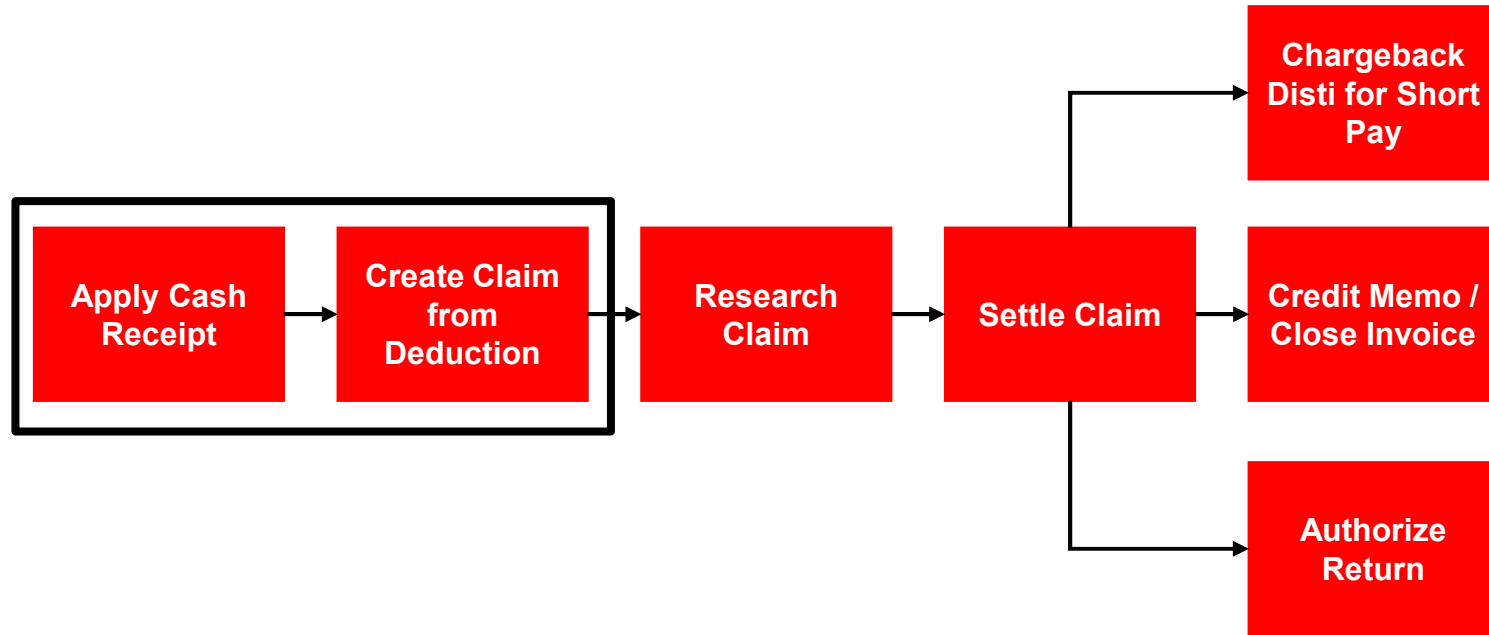 Apply Cash
Receipt
Create Claim
from
Deduction
Research
Claim
Settle Claim
Chargeback
Disti for Short
Pay
Credit Memo /
Close Invoice
Authorize
Return